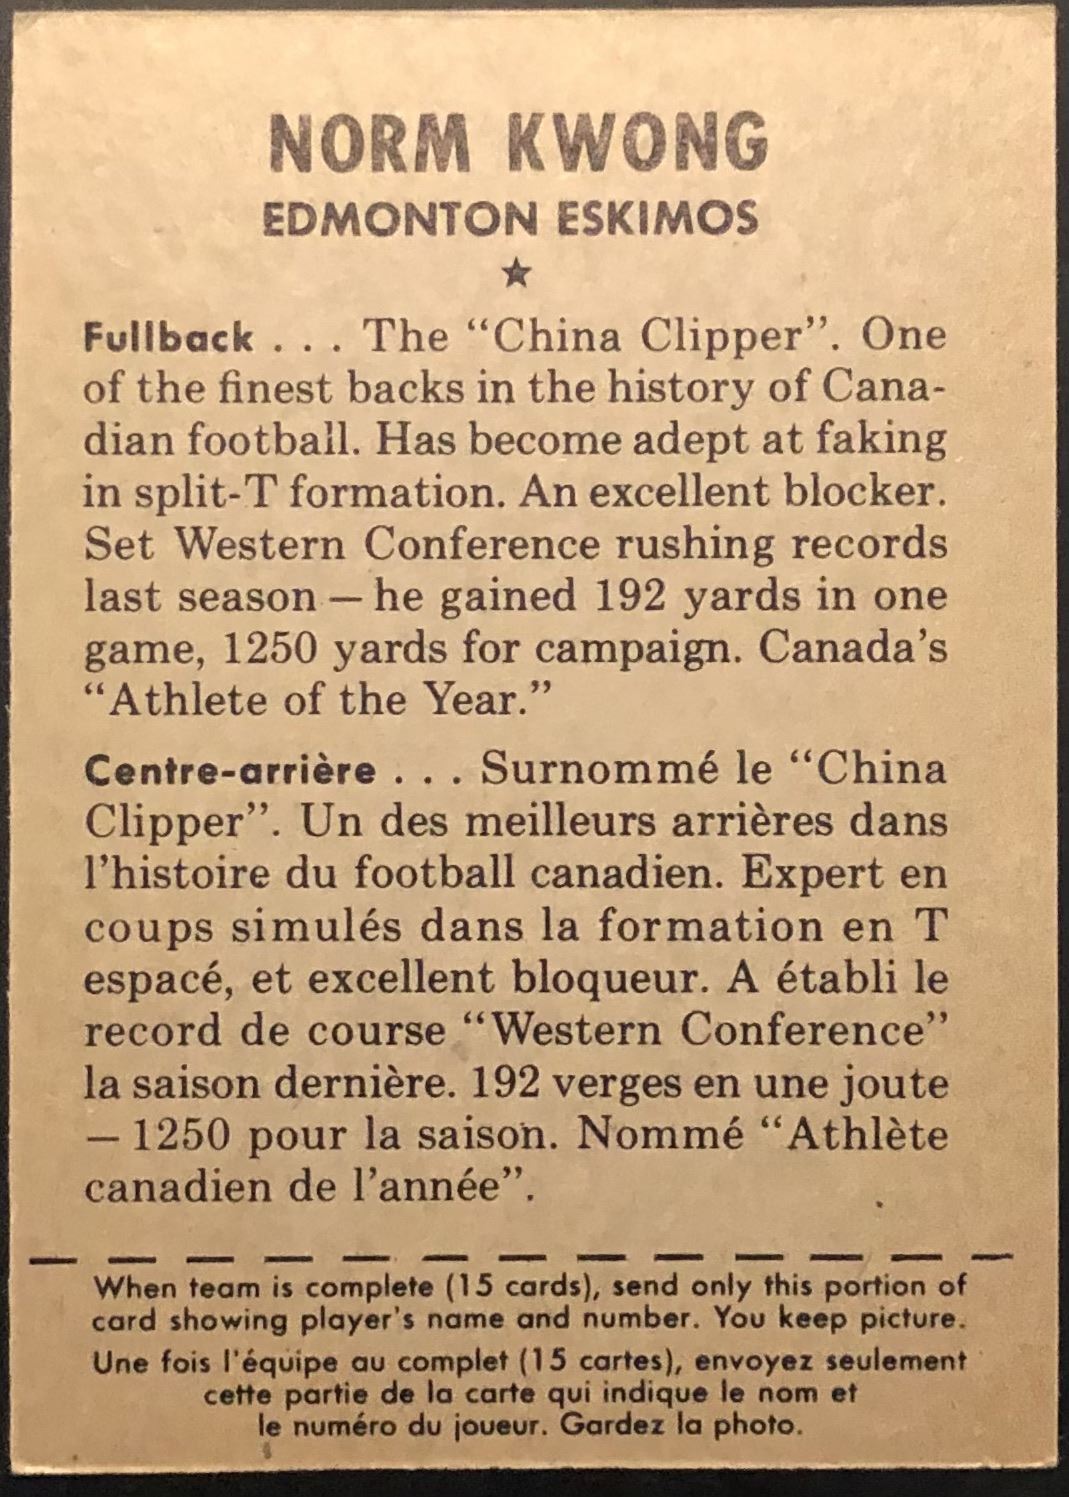 NORM KWONG
EDMONTON ESKIMOS
★
Fullback . . . The “China Clipper”. One
of the finest backs in the history of Cana-
dian football. Has become adept at faking
in split-T formation. An excellent blocker.
Set Western Conference rushing records
last season — he gained 192 yards in one
game, 1250 yards for campaign. Canada’s
“Athlete of the Year.”
Centre-arrière . . . Surnommé le “China
Clipper”. Un des meilleurs arrières dans
l’histoire du football canadien. Expert en
coups simulés dans la formation en T
espacé, et excellent bloqueur. A établi le
record de course “Western Conference”
la saison dernière. 192 verges en une joute
— 1250 pour la saison. Nommé “Athlète
canadien de l’année”.
When team is complete (15 cards), send only this portion of
card showing player's name and number. You keep picture.
Une fois l'équipe au complet (15 cartes), envoyez seulement
cette partie de la carte qui indique le nom et
le numéro du joueur. Gardez la photo.